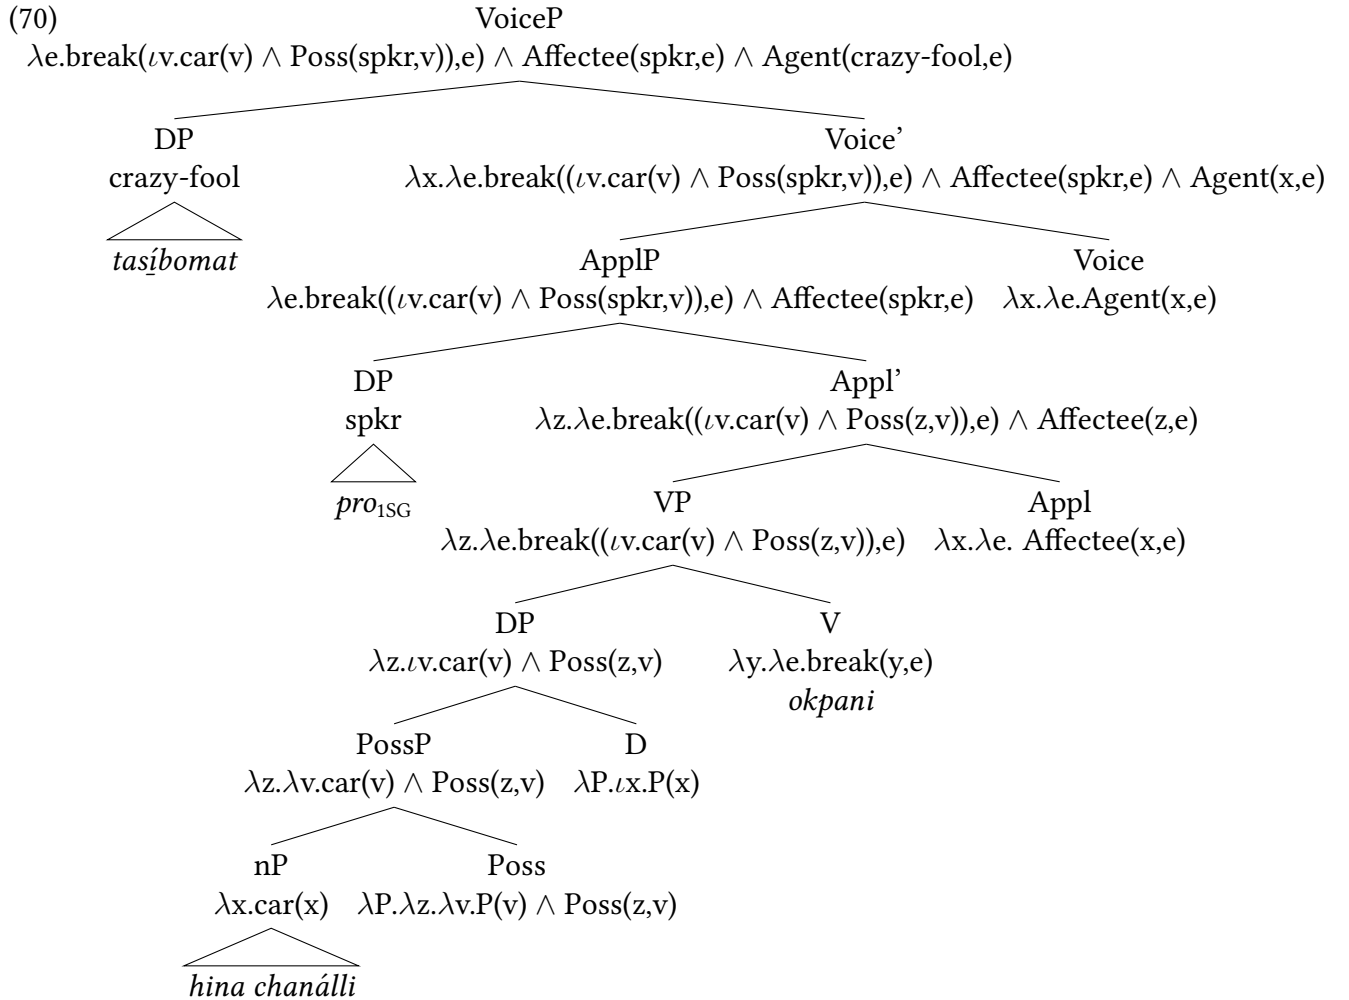 (70) VoiceP
λe.break(ιv.car(v) ∧ Poss(spkr,v)),e) ∧ Affectee(spkr,e) ∧ Agent(crazy-fool,e)
DP Voice’
crazy-fool λx.λe.break((ιv.car(v) ∧ Poss(spkr,v)),e) ∧ Affectee(spkr,e) ∧ Agent(x,e)
tasí̱bomat ApplP Voice
λe.break((ιv.car(v) ∧ Poss(spkr,v)),e) ∧ Affectee(spkr,e) λx.λe.Agent(x,e)
DP Appl’
spkr λz.λe.break((ιv.car(v) ∧ Poss(z,v)),e) ∧ Affectee(z,e)
pro1SG VP Appl
λz.λe.break((ιv.car(v) ∧ Poss(z,v)),e) λx.λe. Affectee(x,e)
DP V
λz.ιv.car(v) ∧ Poss(z,v) λy.λe.break(y,e)
okpani
PossP D
λz.λv.car(v) ∧ Poss(z,v) λP.ιx.P(x)
nP Poss
λx.car(x) λP.λz.λv.P(v) ∧ Poss(z,v)
hina chanálli